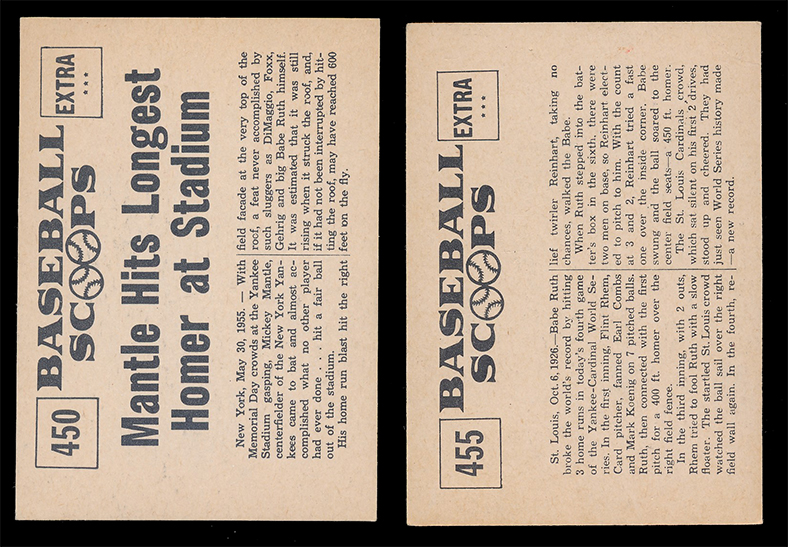 450
BASEBALL
SCOOPS
EXTRA
...
Mantle Hits Longest
Homer at Stadium
New York, May 30, 1955. — With
Memorial Day crowds at the Yankee
Stadium gasping, Mickey Mantle,
centerfielder of the New York Yan-
kees came to bat and almost ac-
complished what no other player
had ever done . . . hit a fair ball
out of the stadium.
His home run blast hit the right
field facade at the very top of the
roof, a feat never accomplished by
such sluggers as DiMaggio, Foxx,
Gehrig and big Babe Ruth himself.
It was estimated that it was still
rising when it struck the roof, and,
if it had not been interrupted by hit-
ting the roof, may have reached 600
feet on the fly.
455
BASEBALL
SCOOPS
EXTRA
...
St. Louis, Oct. 6, 1926.—Babe Ruth
broke the world's record by hitting
3 home runs in today's fourth game
of the Yankee-Cardinal World Se-
ries. In the first inning, Flint Rhem,
Card pitcher, fanned Earl Combs
and Mark Koenig on 7 pitched balls.
Ruth, then connected with the first
pitch for a 400 ft. homer over the
right field fence.
In the third inning, with 2 outs,
Rhem tried to fool Ruth with a slow
floater. The startled St. Louis crowd
watched the ball sail over the right
field wall again. In the fourth, re-
lief twirler Reinhart, taking no
chances, walked the Babe.
When Ruth stepped into the bat-
ter's box in the sixth, there were
two men on base, so Reinhart elect-
ed to pitch to him. With the count
at 3 and 2, Reinhart tried a fast
one over the inside corner. Babe
swung and the ball soared to the
center field seats—a 450 ft. homer.
The St. Louis Cardinals crowd,
which sat silent on his first 2 drives,
stood up and cheered. They had
just seen World Series history made
—a new record.